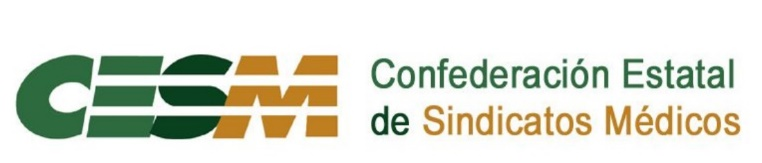 CESM
Confederación Estatal
de Sindicatos Médicos